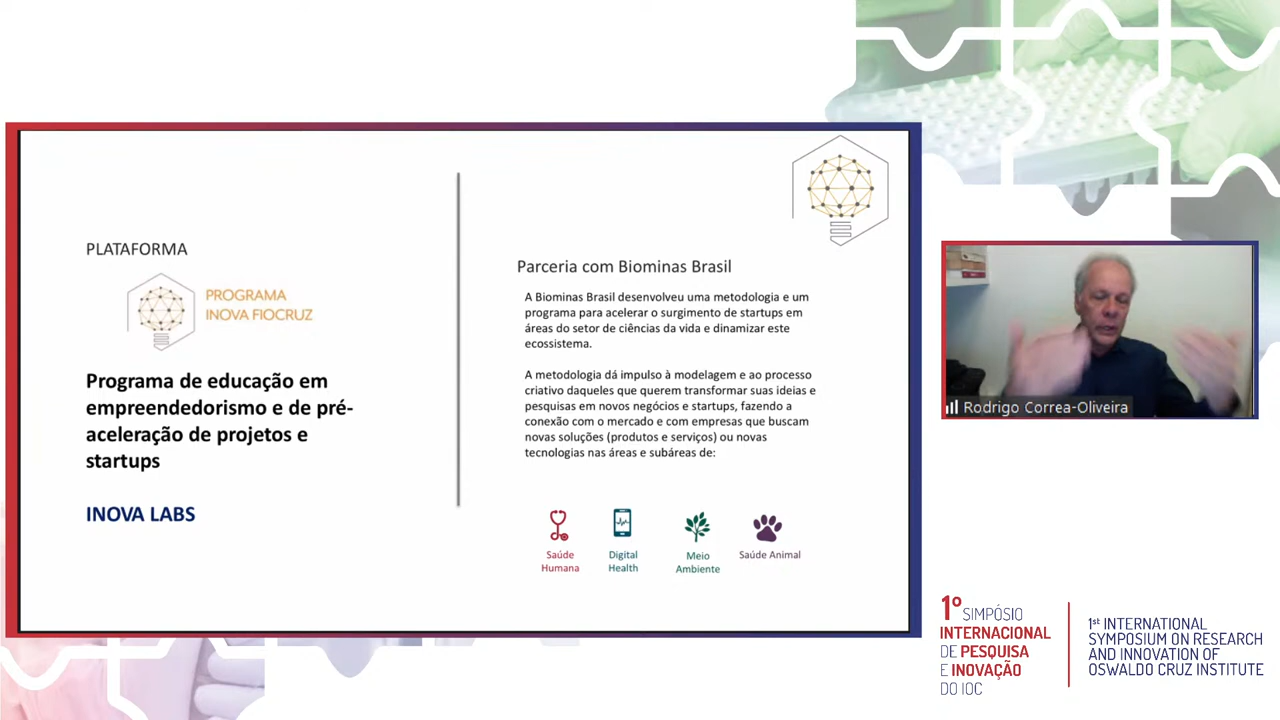 PLATAFORMA
PROGRAMA
INOVA FIOCRUZ
Programa de educação em
empreendedorismo e de pré-
aceleração de projetos e
startups
INOVA LABS
Parceria com Biominas Brasil
A Biominas Brasil desenvolveu uma metodologia e um
programa para acelerar o surgimento de startups em
áreas do setor de ciências da vida e dinamizar este
ecossistema.
A metodologia dá impulso à modelagem e ao processo
criativo daqueles que querem transformar suas ideias e
pesquisas em novos negócios e startups, fazendo a
conexão com o mercado e com empresas que buscam
novas soluções (produtos e serviços) ou novas
tecnologias nas áreas e subáreas de:
Saúde
Humana
Digital
Health
Meio
Ambiente
Saúde Animal
Rodrigo Correa-Oliveira
1º SIMPÓSIO
INTERNACIONAL
DE PESQUISA
E INOVAÇÃO
DO IOC
1st INTERNATIONAL
SYMPOSIUM ON RESEARCH
AND INNOVATION OF
OSWALDO CRUZ INSTITUTE